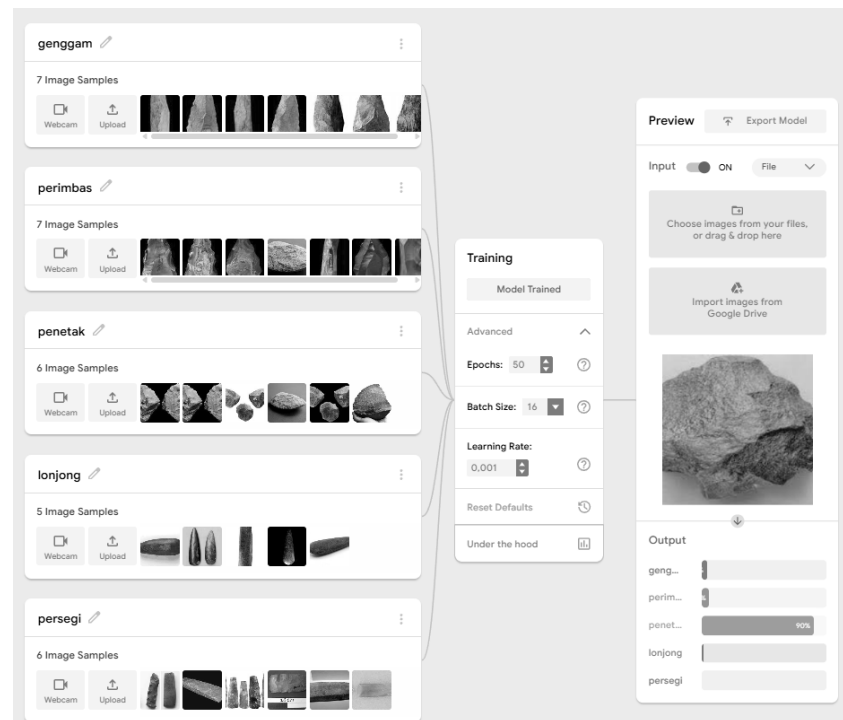 genggam
7 Image Samples
Webcam
Upload
perimbas
7 Image Samples
Webcam
Upload
penetak
6 Image Samples
Webcam
Upload
lonjong
5 Image Samples
Webcam
Upload
persegi
6 Image Samples
Webcam
Upload
Training
Model Trained
Advanced
Epochs: 50
Batch Size: 16
Learning Rate:
0,001
Reset Defaults
Under the hood
Preview
Export Model
Input ON File
Choose images from your files,
or drag & drop here
Import images from
Google Drive
Output
geng...
perim...
penet... 90%
lonjong
persegi